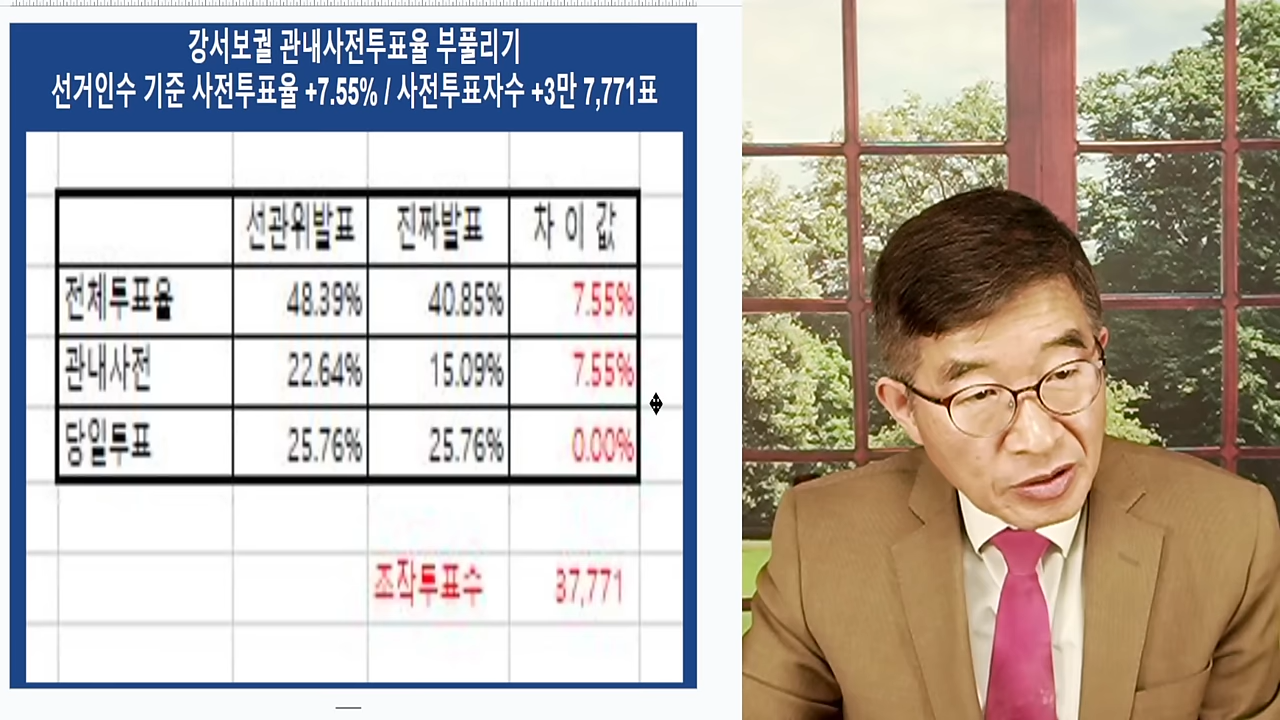 강서보궐 관내사전투표율 부풀리기
선거인수 기준 사전투표율 +7.55% / 사전투표자수 +3만 7,771표
선관위발표 진짜발표 차 이 값
전체투표율 48.39% 40.85% 7.55%
관내사전 22.64% 15.09% 7.55%
당일투표 25.76% 25.76% 0.00%
조작투표수 37,771